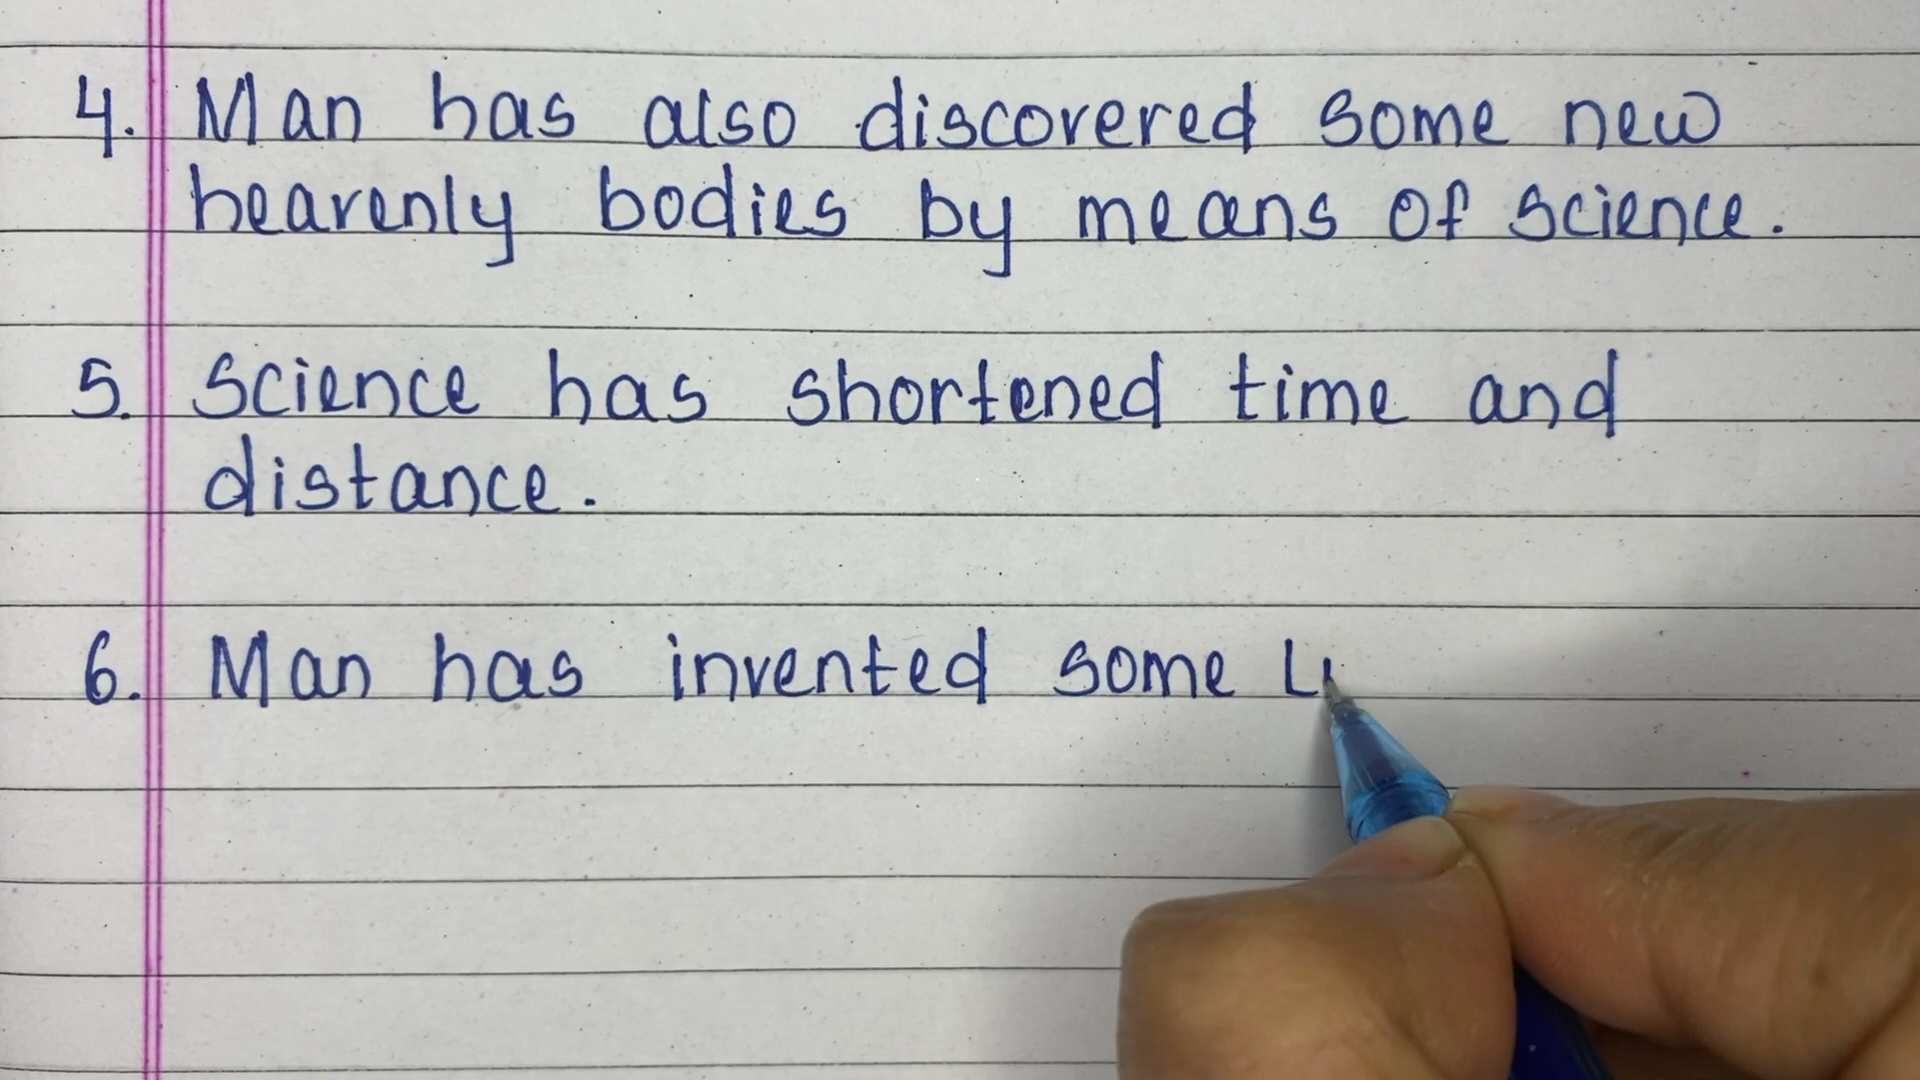 4. Man has also discovered some new
heavenly bodies by means of science.
5. Science has shortened time and
distance.
6. Man has invented some